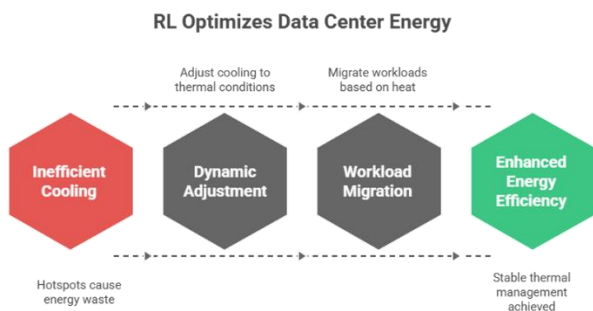 RL Optimizes Data Center Energy
Adjust cooling to
thermal conditions
Migrate workloads
based on heat
Inefficient
Cooling
Dynamic
Adjustment
Workload
Migration
Enhanced
Energy
Efficiency
Hotspots cause
energy waste
Stable thermal
management
achieved